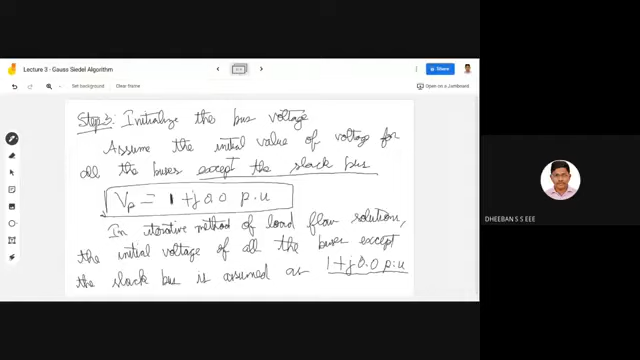 Lecture 3 - Gauss Siedel Algorithm
Share
Set background
Clear frame
Open on a Jamboard
Step 3: Initialize the bus voltage
Assume the initial value of voltage for
all the buses except the slack bus
Vp = 1 + j 0.0 p.u
In iterative method of load flow solution,
the initial voltage of all the buses except
the slack bus is assumed as 1 + j 0.0 p.u
DHEEBAN S S EEE